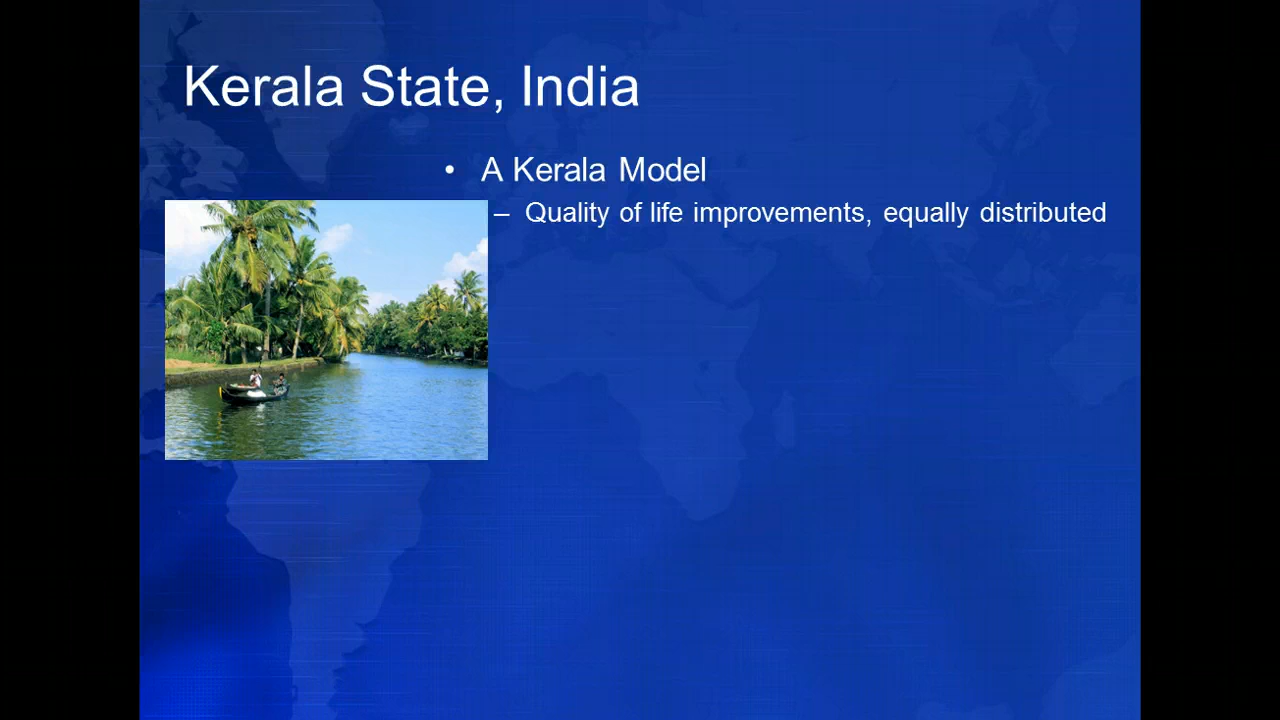 Kerala State, India
• A Kerala Model
– Quality of life improvements, equally distributed